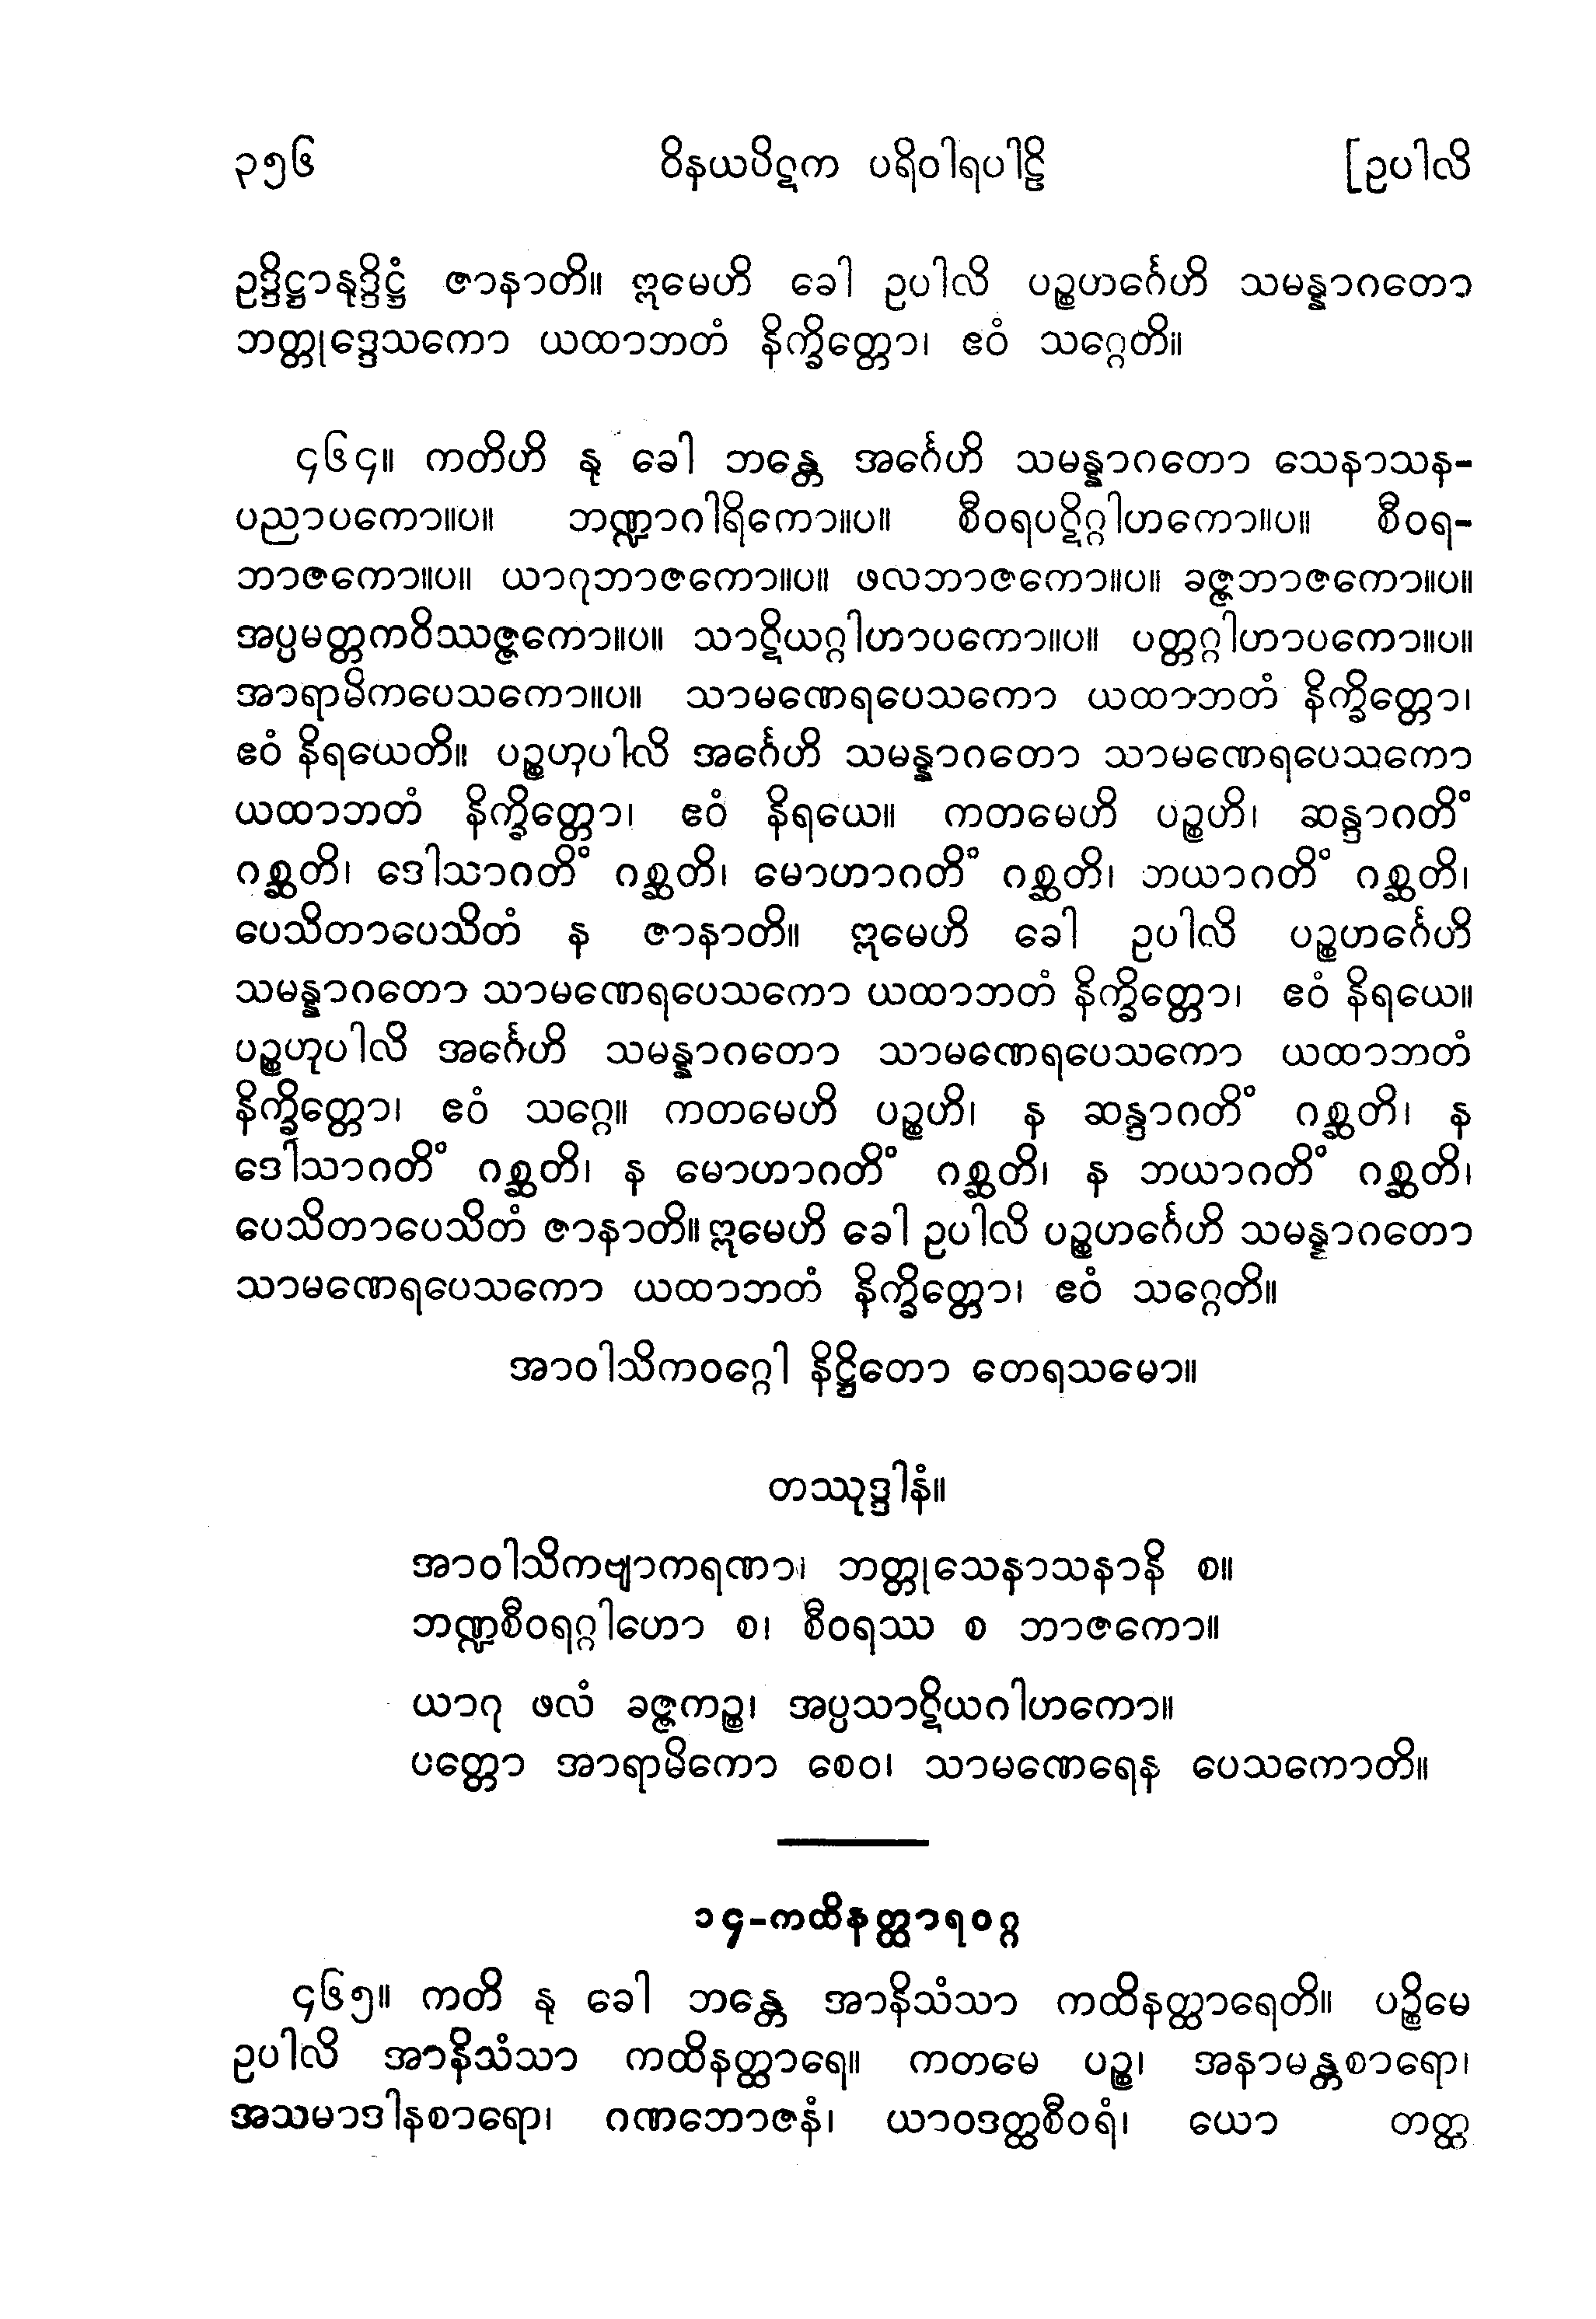 ၃၅၆ ဝိနယပိဋက ပရိဝါရပါဠိ [ဥပါလိ
ဥဒ္ဒိဋ္ဌာနုဒ္ဒိဋ္ဌံ ဇာနာတိ။ ဣမေဟိ ခေါ ဥပါလိ ပဉ္စဟင်္ဂေဟိ သမန္နာဂတော
ဘတ္တုဒ္ဒေသကော ယထာဘတံ နိက္ခိတ္တော၊ ဧဝံ သဂ္ဂေတိ။
၄၆၄။ ကတိဟိ နု ခေါ ဘန္တေ အင်္ဂေဟိ သမန္နာဂတော သေနာသန-
ပညာပကော။ပ။ ဘဏ္ဍာဂါရိကော။ပ။ စီဝရပဋိဂ္ဂါဟကော။ပ။ စီဝရ-
ဘာဇကော။ပ။ ယာဂုဘာဇကော။ပ။ ဖလဘာဇကော။ပ။ ခဇ္ဇဘာဇကော။ပ။
အပ္ပမတ္တကဝိဿဇ္ဇကော။ပ။ သာဋိယဂ္ဂါဟာပကော။ပ။ ပတ္တဂ္ဂါဟာပကော။ပ။
အာရာမိကပေသကော။ပ။ သာမဏေရပေသကော ယထာဘတံ နိက္ခိတ္တော၊
ဧဝံ နိရယေတိ။ ပဉ္စဟုပါလိ အင်္ဂေဟိ သမန္နာဂတော သာမဏေရပေသကော
ယထာဘတံ နိက္ခိတ္တော၊ ဧဝံ နိရယေ။ ကတမေဟိ ပဉ္စဟိ၊ ဆန္ဒာဂတိံ
ဂစ္ဆတိ၊ ဒေါသာဂတိံ ဂစ္ဆတိ၊ မောဟာဂတိံ ဂစ္ဆတိ၊ ဘယာဂတိံ ဂစ္ဆတိ၊
ပေသိတာပေသိတံ န ဇာနာတိ။ ဣမေဟိ ခေါ ဥပါလိ ပဉ္စဟင်္ဂေဟိ
သမန္နာဂတော သာမဏေရပေသကော ယထာဘတံ နိက္ခိတ္တော၊ ဧဝံ နိရယေ။
ပဉ္စဟုပါလိ အင်္ဂေဟိ သမန္နာဂတော သာမဏေရပေသကော ယထာဘတံ
နိက္ခိတ္တော၊ ဧဝံ သဂ္ဂေ။ ကတမေဟိ ပဉ္စဟိ၊ န ဆန္ဒာဂတိံ ဂစ္ဆတိ၊ န
ဒေါသာဂတိံ ဂစ္ဆတိ၊ န မောဟာဂတိံ ဂစ္ဆတိ၊ န ဘယာဂတိံ ဂစ္ဆတိ၊
ပေသိတာပေသိတံ ဇာနာတိ။ ဣမေဟိ ခေါ ဥပါလိ ပဉ္စဟင်္ဂေဟိ သမန္နာဂတော
သာမဏေရပေသကော ယထာဘတံ နိက္ခိတ္တော၊ ဧဝံ သဂ္ဂေတိ။
အာဝါသိကဝဂ္ဂေါ နိဋ္ဌိတော တေရသမော။
တဿုဒ္ဒါနံ။
အာဝါသိကဗျာကရဏာ၊ ဘတ္တုသေနာသနာနိ စ။
ဘဏ္ဍစီဝရဂ္ဂါဟော စ၊ စီဝရဿ စ ဘာဇကော။
ယာဂု ဖလံ ခဇ္ဇကဉ္စ၊ အပ္ပသာဋိယဂါဟကော။
ပတ္တော အာရာမိကော စေဝ၊ သာမဏေရေန ပေသကောတိ။
၁၄-ကထိနတ္ထာရဝဂ္ဂ
၄၆၅။ ကတိ နု ခေါ ဘန္တေ အာနိသံသာ ကထိနတ္ထာရေတိ။ ပဉ္စိမေ
ဥပါလိ အာနိသံသာ ကထိနတ္ထာရေ။ ကတမေ ပဉ္စ၊ အနာမန္တစာရော၊
အသမာဒါနစာရော၊ ဂဏဘောဇနံ၊ ယာဝဒတ္ထစီဝရံ၊ ယော တတ္ထ